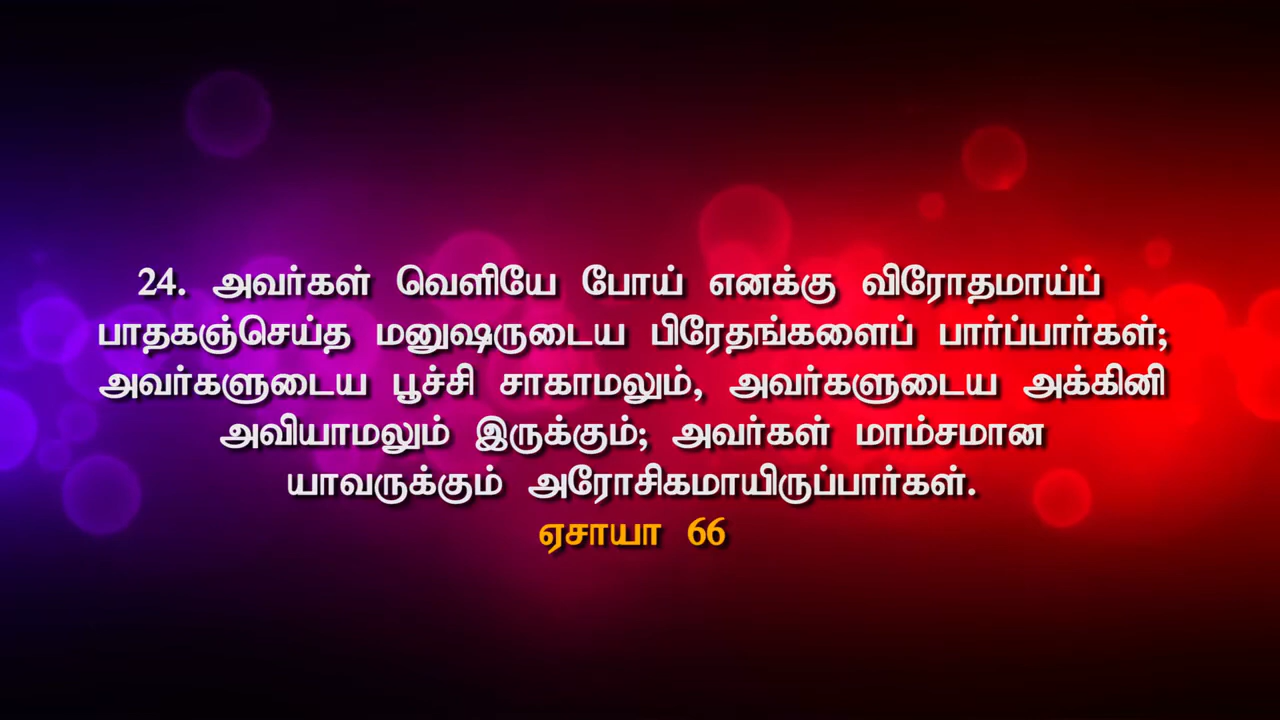 24. அவர்கள் வெளியே போய் எனக்கு விரோதமாய்ப்
பாதகஞ்செய்த மனுஷருடைய பிரேதங்களைப் பார்ப்பார்கள்;
அவர்களுடைய பூச்சி சாகாமலும், அவர்களுடைய அக்கினி
அவியாமலும் இருக்கும்; அவர்கள் மாம்சமான
யாவருக்கும் அரோசிகமாயிருப்பார்கள்.
ஏசாயா 66